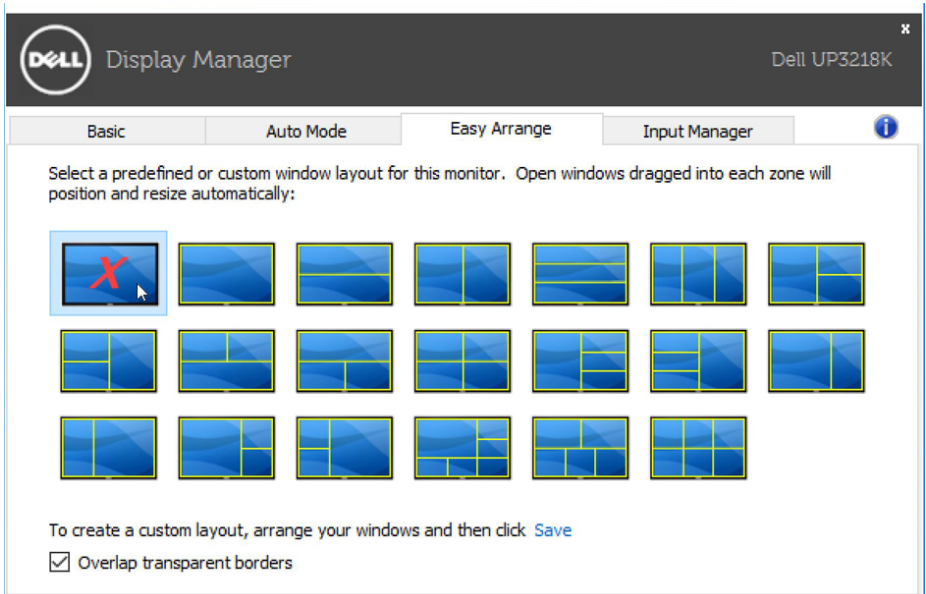 DELL
Display Manager
x
Dell UP3218K
Basic
Auto Mode
Easy Arrange
Input Manager
i
Select a predefined or custom window layout for this monitor. Open windows dragged into each zone will
position and resize automatically:
X
To create a custom layout, arrange your windows and then click Save
Overlap transparent borders